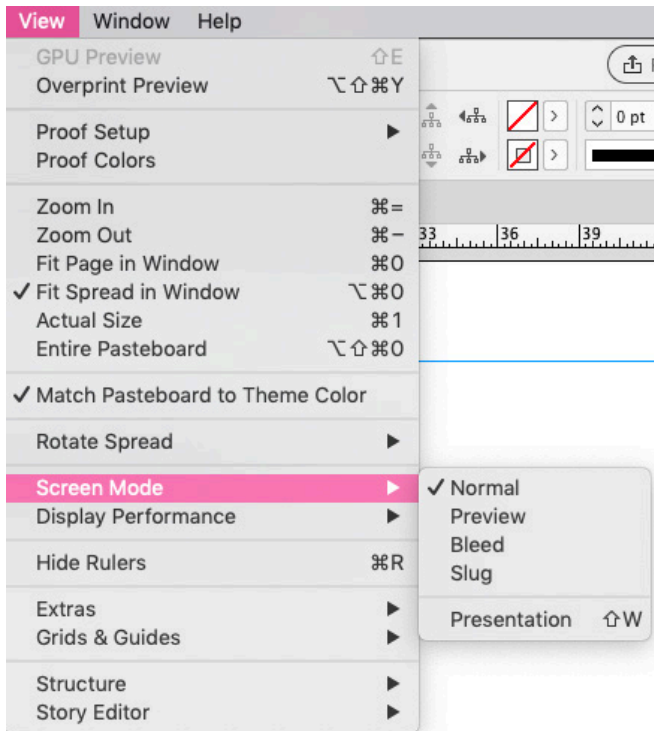 View Window Help
GPU Preview ⇧E
Overprint Preview ⌥⇧⌘Y
Proof Setup
Proof Colors
Zoom In ⌘=
Zoom Out ⌘−
Fit Page in Window ⌘0
✓ Fit Spread in Window ⌥⌘0
Actual Size ⌘1
Entire Pasteboard ⌥⇧⌘0
✓ Match Pasteboard to Theme Color
Rotate Spread
Screen Mode
Display Performance
Hide Rulers ⌘R
Extras
Grids & Guides
Structure
Story Editor
✓ Normal
Preview
Bleed
Slug
Presentation ⇧W
0 pt
33 36 39